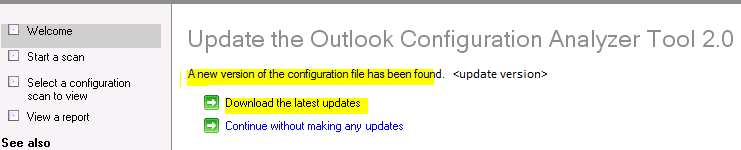 Welcome
Start a scan
Select a configuration
scan to view
View a report
See also
Update the Outlook Configuration Analyzer Tool 2.0
A new version of the configuration file has been found. <update version>
Download the latest updates
Continue without making any updates